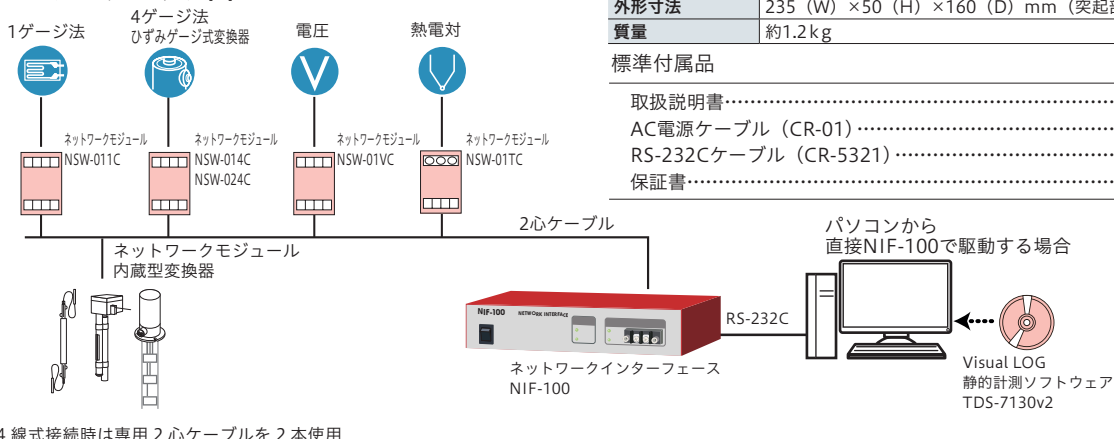 外形寸法 235（W）×50（H）×160（D）mm
質量 約1.2kg
標準付属品
取扱説明書
AC電源ケーブル（CR-01）
RS-232Cケーブル（CR-5321）
保証書
1ゲージ法
4ゲージ法
ひずみゲージ式変換器
電圧
熱電対
ネットワークモジュール
NSW-011C
ネットワークモジュール
NSW-014C
NSW-024C
ネットワークモジュール
NSW-01VC
ネットワークモジュール
NSW-01TC
2心ケーブル
ネットワークモジュール
内蔵型変換器
パソコンから
直接NIF-100で駆動する場合
NIF-100 NETWORK INTERFACE
RS-232C
ネットワークインターフェース
NIF-100
Visual LOG
静的計測ソフトウェア
TDS-7130v2
4 線式接続時は専用 2 心ケーブルを 2 本使用